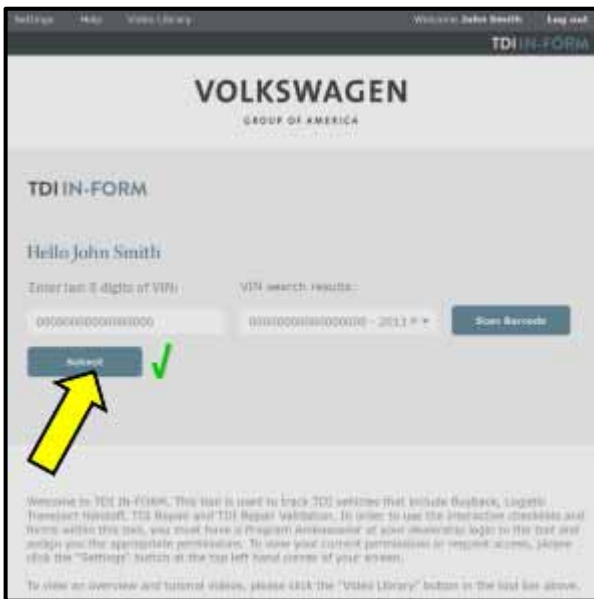 Settings Help Video Library Welcome John Smith Log out
TDI IN-FORM
VOLKSWAGEN
GROUP OF AMERICA
TDI IN-FORM
Hello John Smith
Enter last 8 digits of VIN: VIN search results:
Scan Barcode
Submit
Welcome to TDI IN-FORM. This tool is used to track TDI vehicles that include Buyback, Logistic
Transport Handoff, TDI Repair and TDI Repair Validation. In order to use the interactive checklists and
forms within this tool, you must have a Program Ambassador at your dealership login to the tool and
assign you the appropriate permissions. To view your current permissions or request access, please
click the "Settings" button at the top left hand corner of your screen.
To view an overview and tutorial videos, please click the "Video Library" button in the tool bar above.